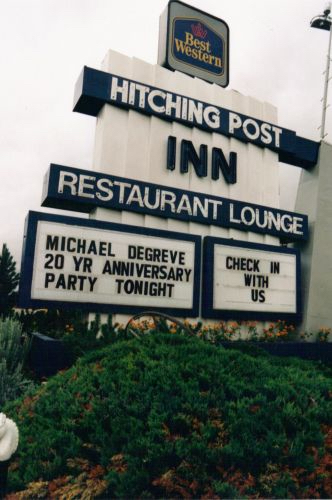 Best
Western
HITCHING POST
INN
RESTAURANT LOUNGE
MICHAEL DEGREVE
20 YR ANNIVERSARY
PARTY TONIGHT
CHECK IN
WITH
US